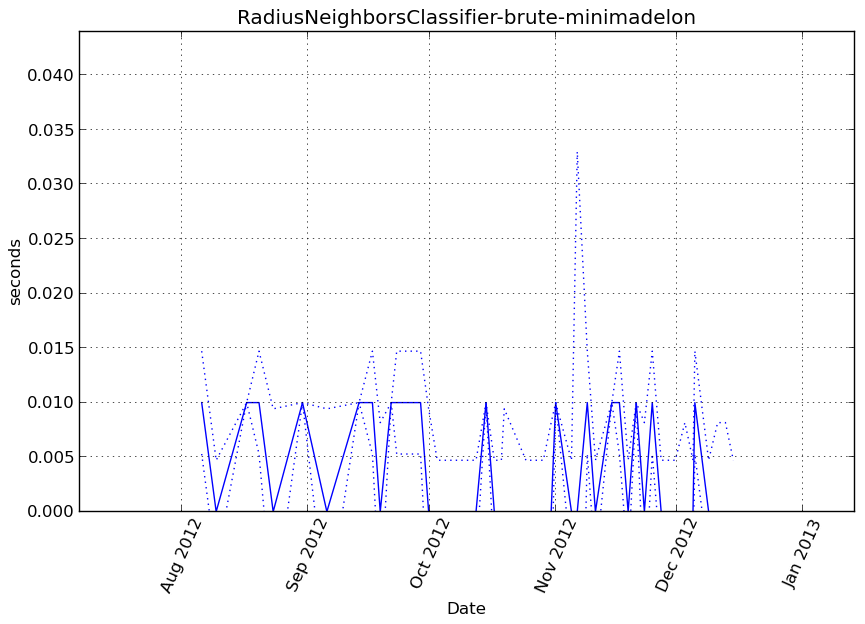 RadiusNeighborsClassifier-brute-minimadelon
0.040
0.035
0.030
0.025
0.020
0.015
0.010
0.005
0.000
seconds
Aug 2012
Sep 2012
Oct 2012
Nov 2012
Dec 2012
Jan 2013
Date